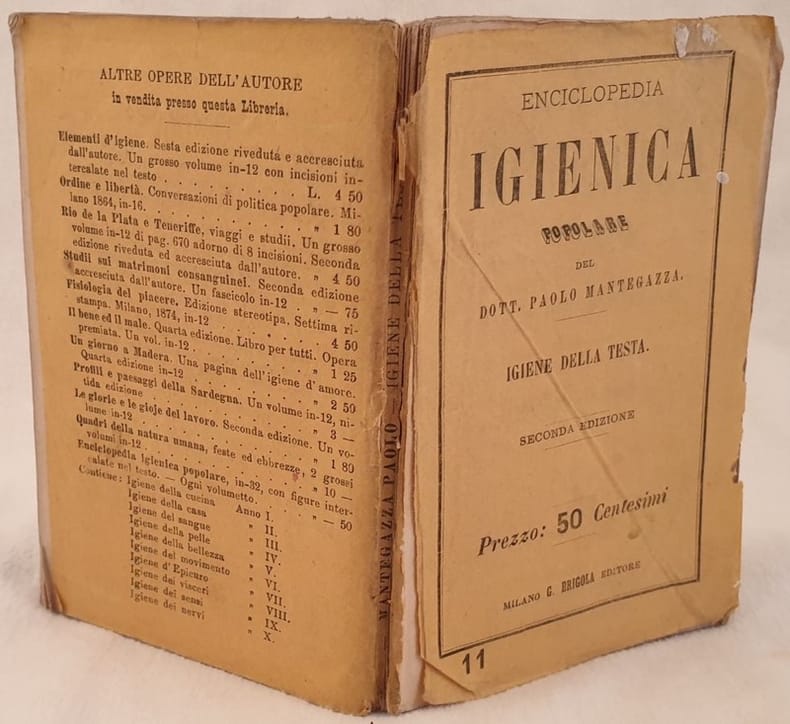 ALTRE OPERE DELL'AUTORE
in vendita presso questa Libreria.
Elementi d'igiene. Sesta edizione riveduta e accresciuta
dall'autore. Un grosso volume in-12 con incisioni in-
tercalate nel testo . . . . . . . . . L. 4 50
Ordine e libertà. Conversazioni di politica popolare. Mi-
lano 1864, in-16. . . . . . . . . . " 1 80
Rio de la Plata e Teneriffe, viaggi e studii. Un grosso
volume in-12 di pag. 670 adorno di 8 incisioni. Seconda
edizione riveduta ed accresciuta dall'autore. " 4 50
Studii sui matrimoni consanguinei. Seconda edizione
accresciuta dall'autore. Un fascicolo in-12 . " — 75
Fisiologia del piacere. Edizione stereotipa. Settima ri-
stampa. Milano, 1874, in-12 . . . . . . . 4 50
Il bene ed il male. Quarta edizione. Libro per tutti. Opera
premiata. Un vol. in-12 . . . . . . . " 1 25
Un giorno a Madera. Una pagina dell'igiene d'amore.
Quarta edizione in-12 . . . . . . . " 2 50
Profili e paesaggi della Sardegna. Un volume in-12, ni-
tida edizione . . . . . . . . . " 3 —
Le glorie e le gioje del lavoro. Seconda edizione. Un vo-
lume in-12 . . . . . . . . . " 1 80
Quadri della natura umana, feste ed ebbrezze, 2 grossi
volumi in-12 . . . . . . . . . " 10 —
Enciclopedia igienica popolare, in-32, con figure inter-
calate nel testo. — Ogni volumetto. . . . " — 50
Contiene: Igiene della cucina Anno I.
Igiene della casa " II.
Igiene del sangue " III.
Igiene della pelle " IV.
Igiene della bellezza " V.
Igiene del movimento " VI.
Igiene d'Epicuro " VII.
Igiene dei visceri " VIII.
Igiene dei sensi " IX.
Igiene dei nervi " X.
MANTEGAZZA PAOLO — IGIENE DELLA TES
ENCICLOPEDIA
IGIENICA
POPOLARE
DEL
DOTT. PAOLO MANTEGAZZA.
IGIENE DELLA TESTA.
SECONDA EDIZIONE
Prezzo: 50 Centesimi
MILANO G. BRIGOLA EDITORE
11